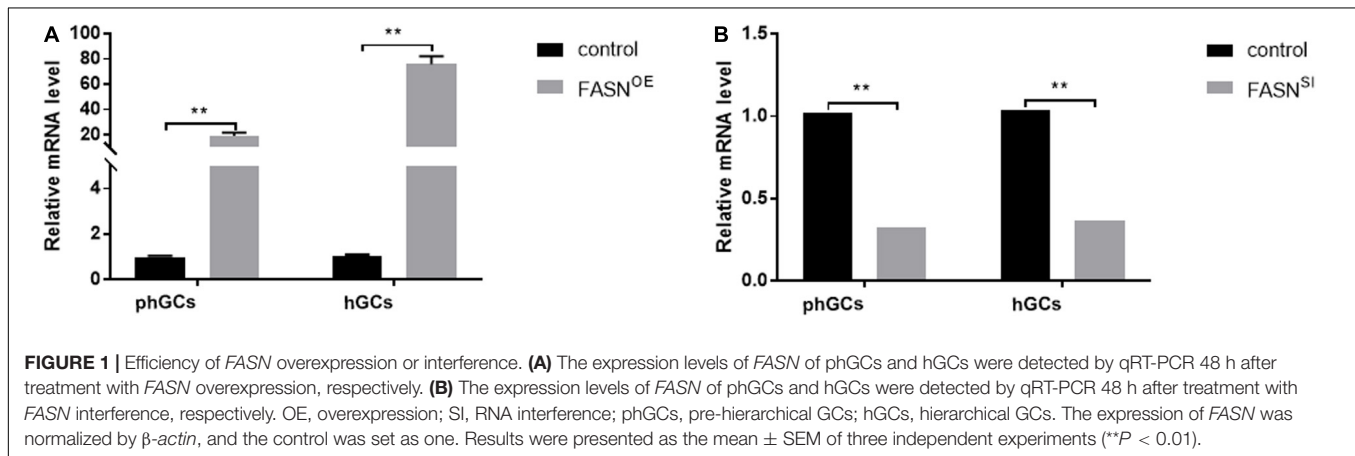 A
Relative mRNA level
100
80
60
40
20
4
2
0
**
**
phGCs
hGCs
control
FASN^OE
B
Relative mRNA level
1.5
1.0
0.5
0.0
**
**
phGCs
hGCs
control
FASN^SI
FIGURE 1 | Efficiency of FASN overexpression or interference. (A) The expression levels of FASN of phGCs and hGCs were detected by qRT-PCR 48 h after
treatment with FASN overexpression, respectively. (B) The expression levels of FASN of phGCs and hGCs were detected by qRT-PCR 48 h after treatment with
FASN interference, respectively. OE, overexpression; SI, RNA interference; phGCs, pre-hierarchical GCs; hGCs, hierarchical GCs. The expression of FASN was
normalized by β-actin, and the control was set as one. Results were presented as the mean ± SEM of three independent experiments (**P < 0.01).